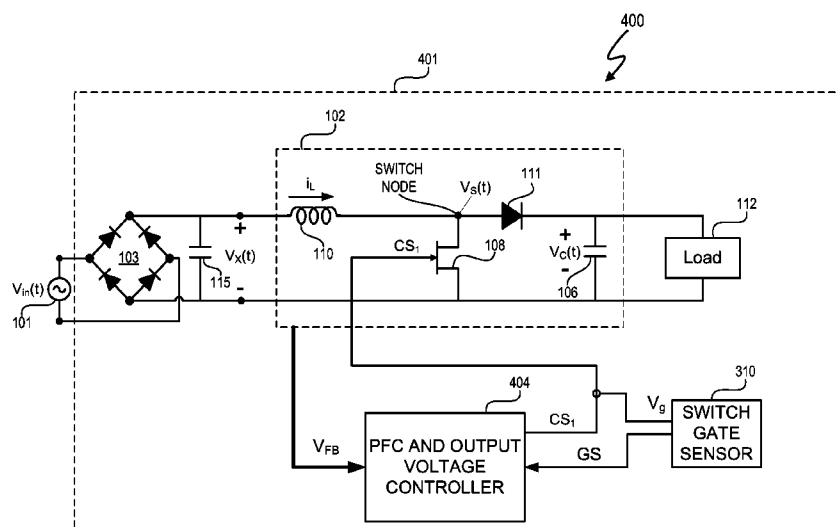 400
401
102
SWITCH
NODE
V_S(t)
111
i_L
112
110
CS_1
108
V_C(t)
106
Load
103
115
V_X(t)
V_in(t)
101
+
-
+
-
404
310
V_FB
PFC AND OUTPUT
VOLTAGE
CONTROLLER
CS_1
V_g
GS
SWITCH
GATE
SENSOR